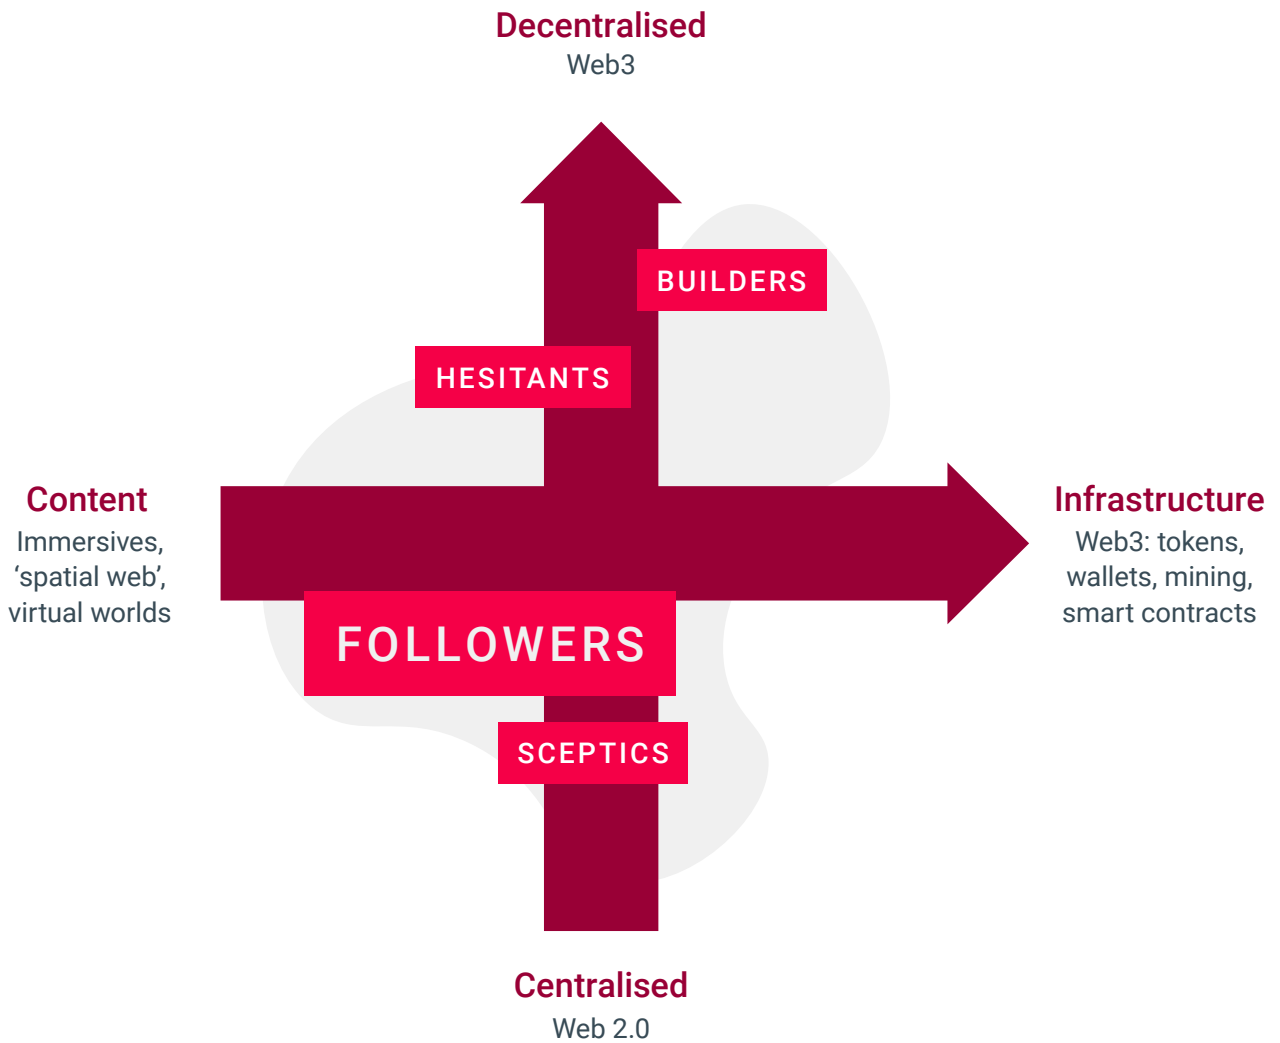 Decentralised
Web3
BUILDERS
HESITANTS
Content
Immersives,
‘spatial web’,
virtual worlds
Infrastructure
Web3: tokens,
wallets, mining,
smart contracts
FOLLOWERS
SCEPTICS
Centralised
Web 2.0